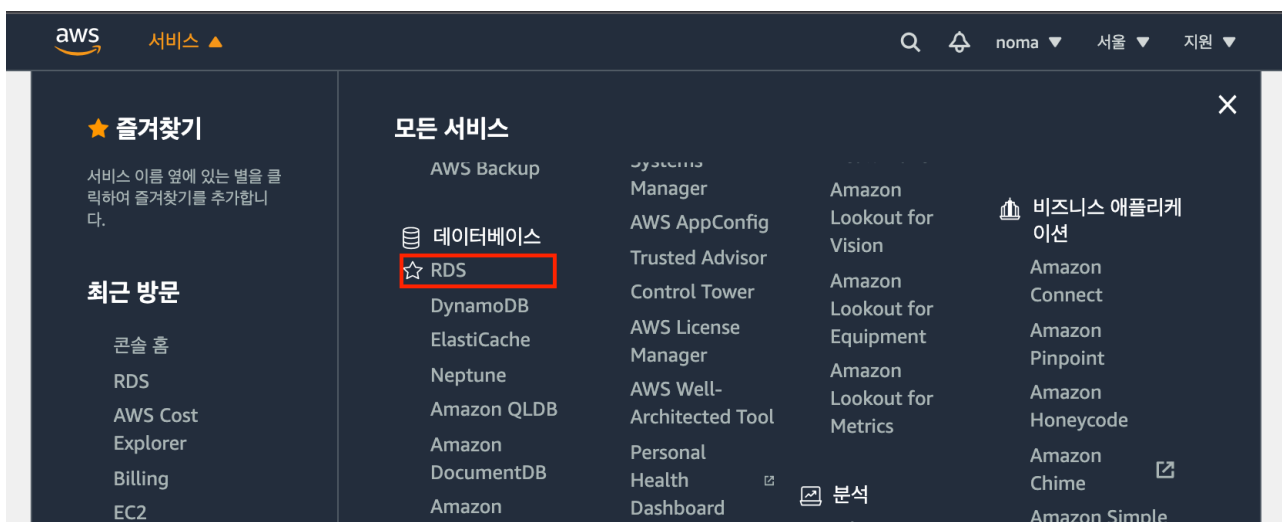 aws
서비스 ▲
noma ▼
서울 ▼
지원 ▼
★ 즐겨찾기
서비스 이름 옆에 있는 별을 클
릭하여 즐겨찾기를 추가합니
다.
최근 방문
콘솔 홈
RDS
AWS Cost
Explorer
Billing
EC2
모든 서비스
AWS Backup
데이터베이스
RDS
DynamoDB
ElastiCache
Neptune
Amazon QLDB
Amazon
DocumentDB
Amazon
Systems
Manager
AWS AppConfig
Trusted Advisor
Control Tower
AWS License
Manager
AWS Well-
Architected Tool
Personal
Health
Dashboard
Amazon
Lookout for
Vision
Amazon
Lookout for
Equipment
Amazon
Lookout for
Metrics
분석
비즈니스 애플리케
이션
Amazon
Connect
Amazon
Pinpoint
Amazon
Honeycode
Amazon
Chime
Amazon Simple